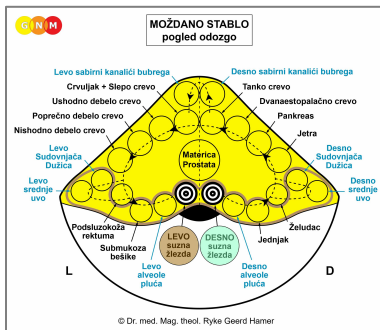 GNM
MOŽDANO STABLO
pogled odozgo
Levo sabirni kanalići bubrega
Desno sabirni kanalići bubrega
Crvuljak + Slepo crevo
Tanko crevo
Ushodno debelo crevo
Dvanaestopalačno crevo
Poprečno debelo crevo
Pankreas
Nishodno debelo crevo
Jetra
Levo
Sudovnjača
Dužica
Desno
Sudovnjača
Dužica
Materica
Prostata
Levo
srednje
uvo
Desno
srednje
uvo
Podsluzokoža
rektuma
Submukoza
bešike
LEVO
suzna
žlezda
DESNO
suzna
žlezda
Želudac
Jednjak
Levo
alveole
pluća
Desno
alveole
pluća
L
D
© Dr. med. Mag. theol. Ryke Geerd Hamer